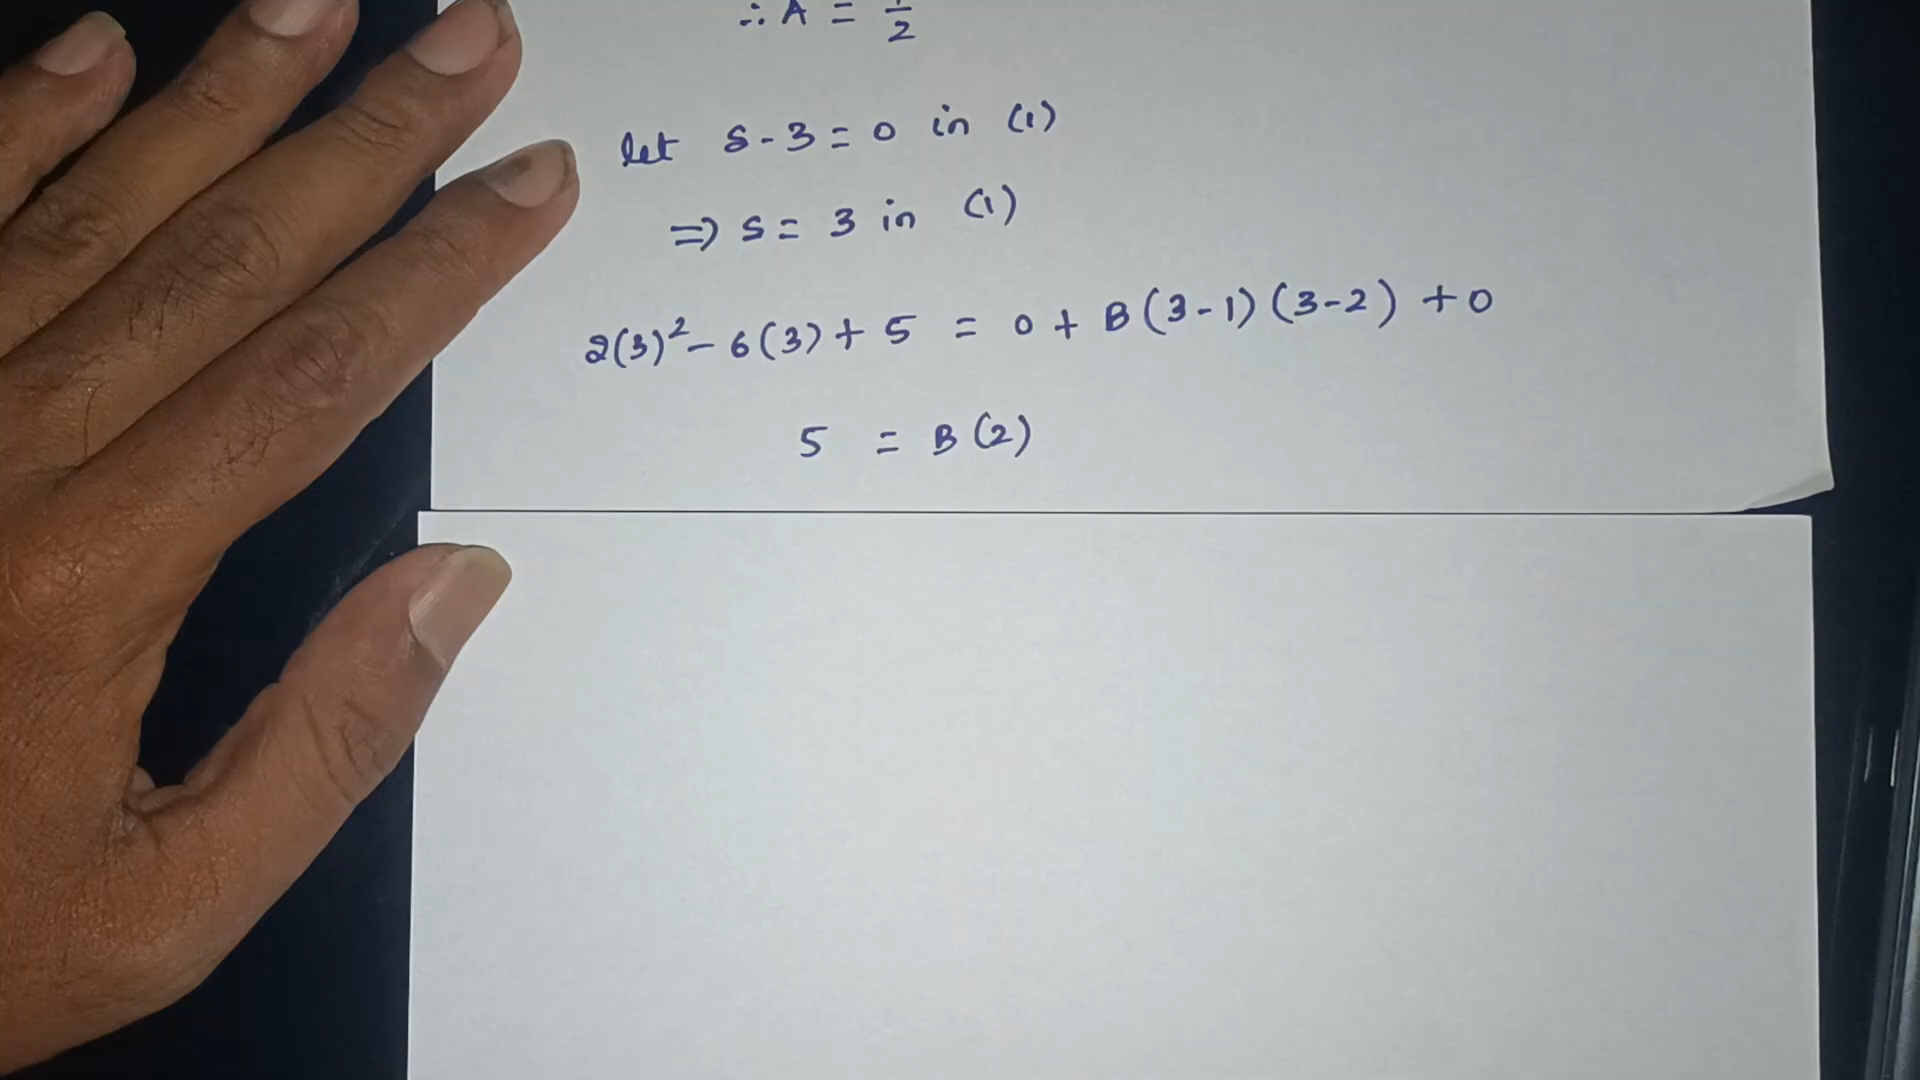 ∴ A = 1/2
let s-3 = 0 in (1)
⇒ s = 3 in (1)
2(3)² - 6(3) + 5 = 0 + B(3-1)(3-2) + 0
5 = B(2)